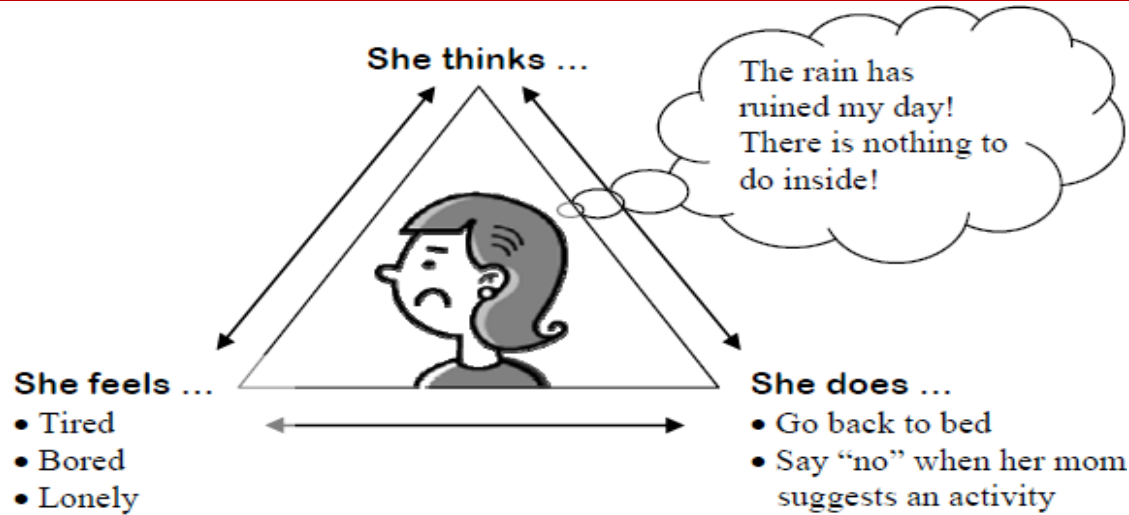 She thinks ...
The rain has
ruined my day!
There is nothing to
do inside!
She feels ...
• Tired
• Bored
• Lonely
She does ...
• Go back to bed
• Say “no” when her mom
suggests an activity